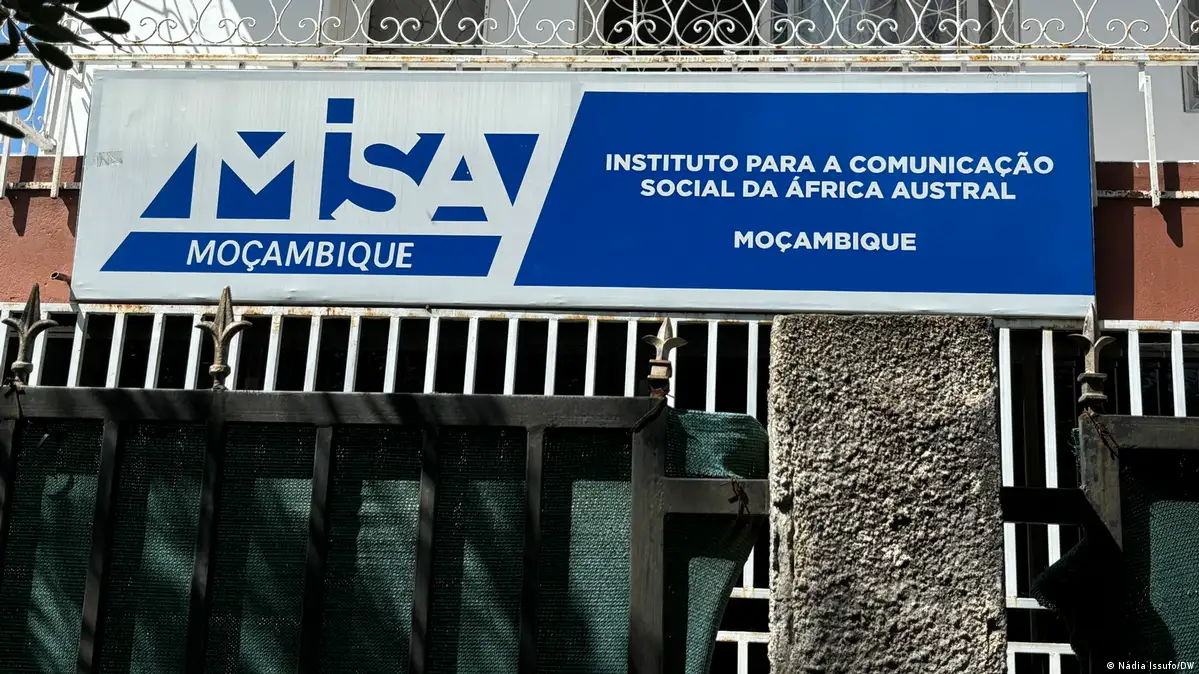 MISA
MOÇAMBIQUE
INSTITUTO PARA A COMUNICAÇÃO
SOCIAL DA ÁFRICA AUSTRAL
MOÇAMBIQUE
© Nádia Issufo/DW